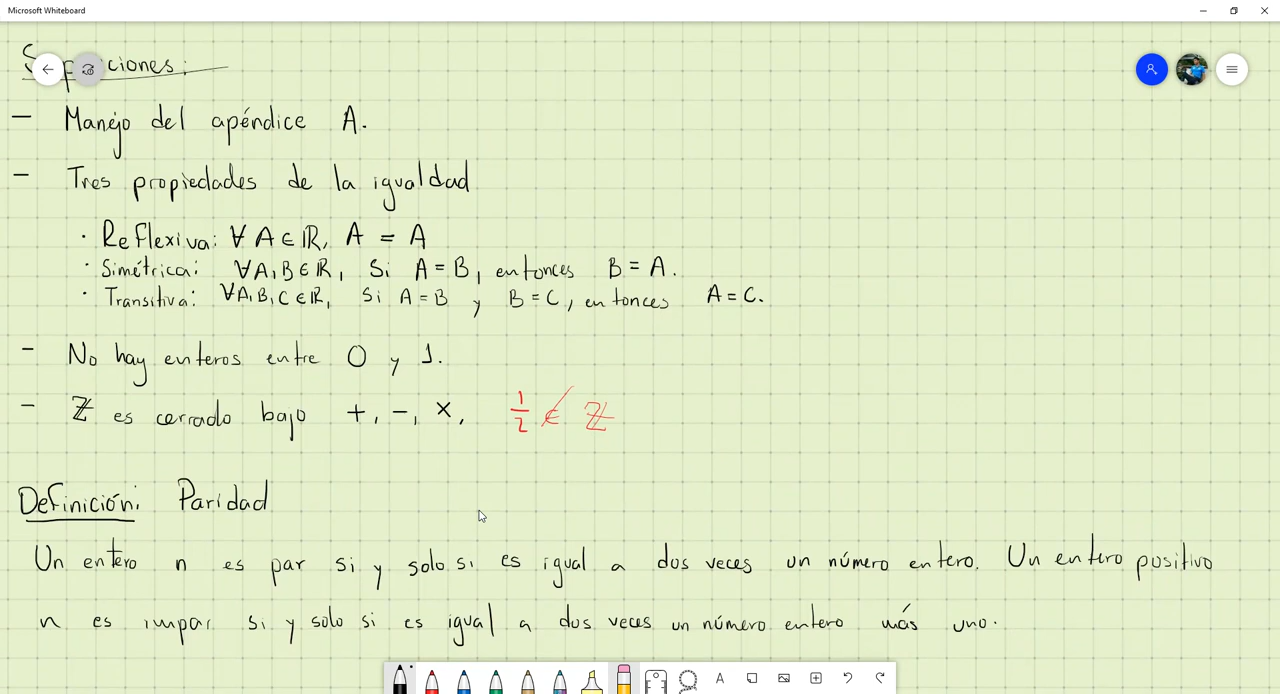 Microsoft Whiteboard
Suposiciones:
- Manejo del apéndice A.
- Tres propiedades de la igualdad
· Reflexiva: ∀ A ∈ ℝ, A = A
· Simétrica: ∀ A, B ∈ ℝ, Si A = B, entonces B = A.
· Transitiva: ∀ A, B, C ∈ ℝ, Si A = B y B = C, entonces A = C.
- No hay enteros entre 0 y 1.
- ℤ es cerrado bajo +, -, ×, 1/2 ∉ ℤ
Definición: Paridad
Un entero n es par si y solo si es igual a dos veces un número entero. Un entero positivo
n es impar si y solo si es igual a dos veces un número entero más uno.